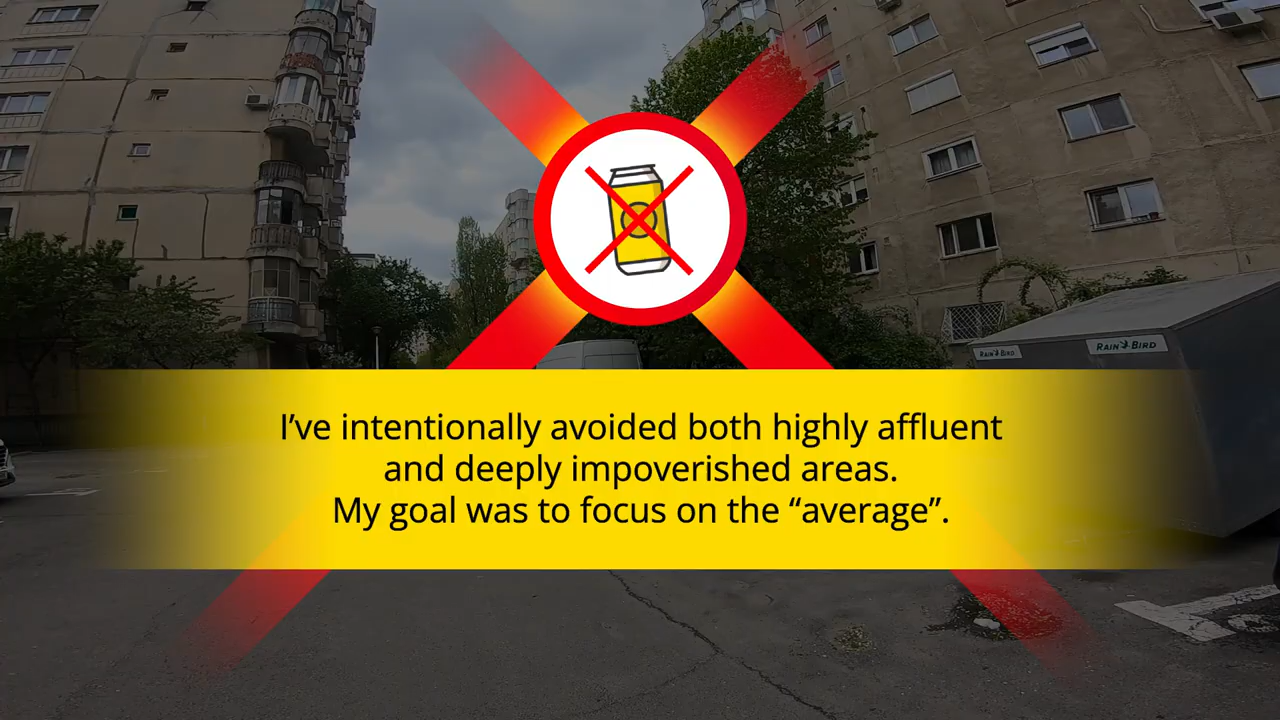 RAIN BIRD
RAIN BIRD
I’ve intentionally avoided both highly affluent
and deeply impoverished areas.
My goal was to focus on the “average”.